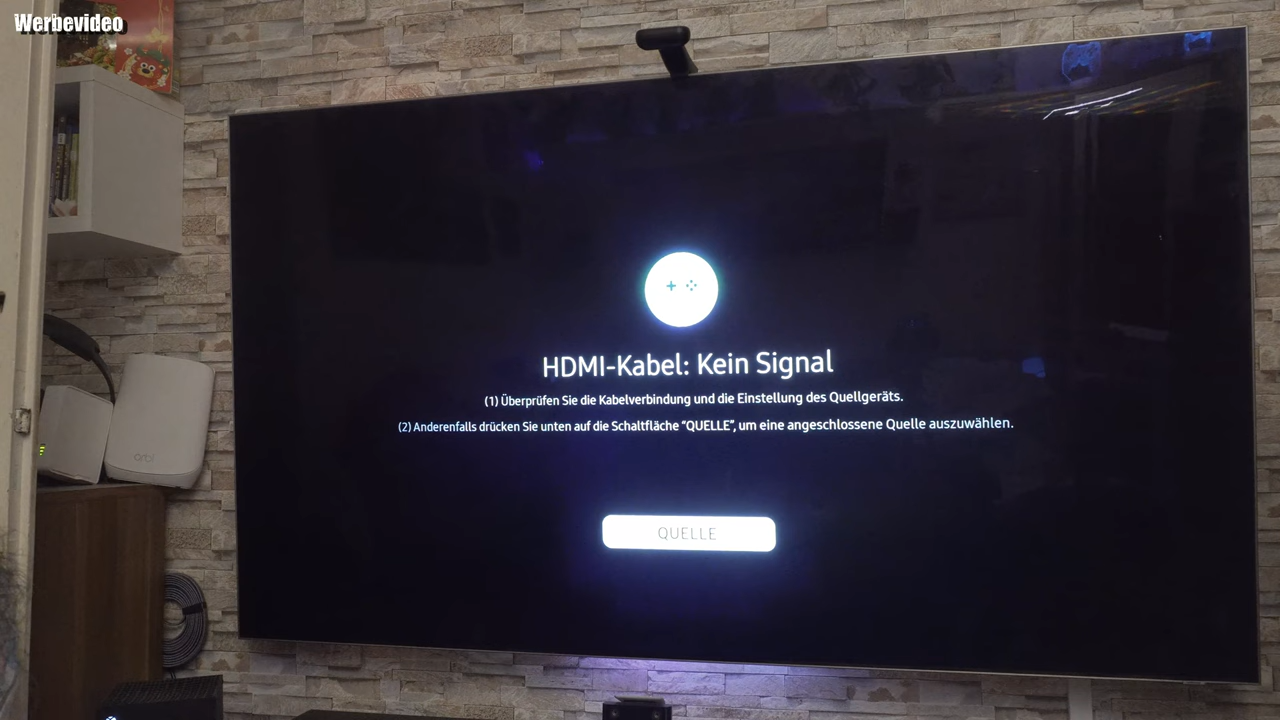 Werbevideo
HDMI-Kabel: Kein Signal
(1) Überprüfen Sie die Kabelverbindung und die Einstellung des Quellgeräts.
(2) Anderenfalls drücken Sie unten auf die Schaltfläche "QUELLE", um eine angeschlossene Quelle auszuwählen.
orbi
QUELLE